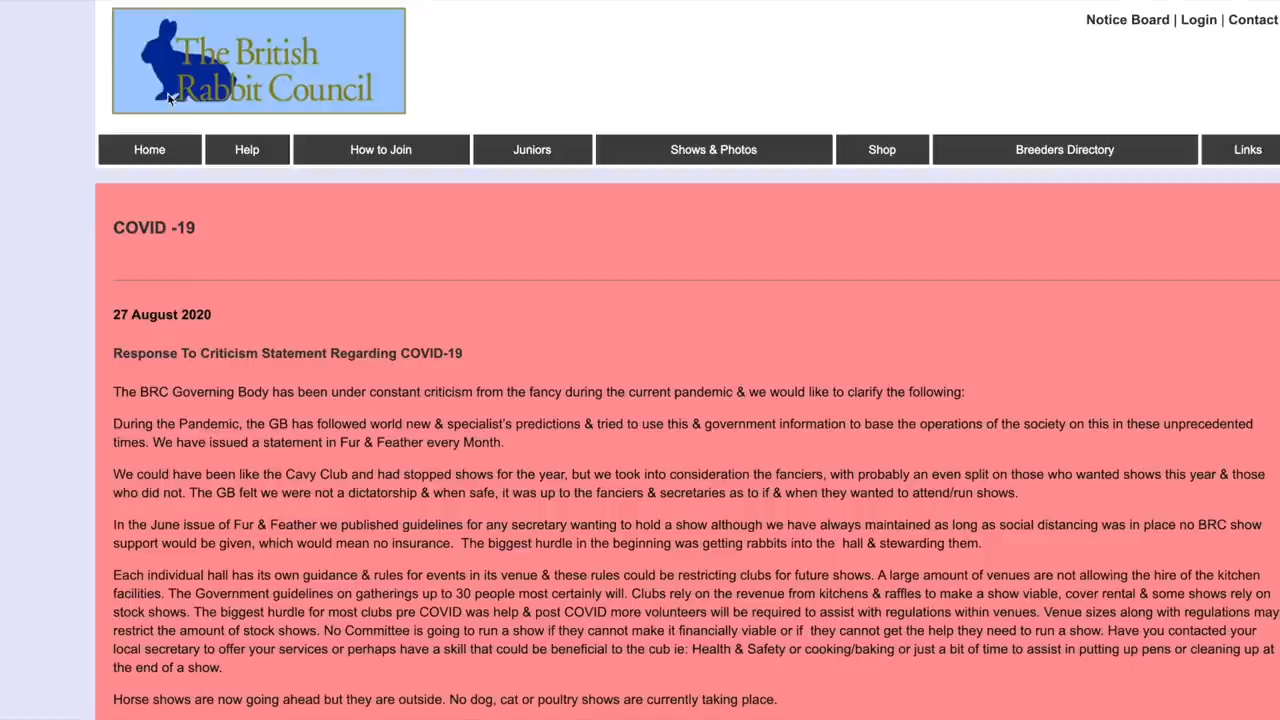 Notice Board | Login | Contact
The British
Rabbit Council
Home Help How to Join Juniors Shows & Photos Shop Breeders Directory Links
COVID -19
27 August 2020
Response To Criticism Statement Regarding COVID-19
The BRC Governing Body has been under constant criticism from the fancy during the current pandemic & we would like to clarify the following:
During the Pandemic, the GB has followed world new & specialist's predictions & tried to use this & government information to base the operations of the society on this in these unprecedented
times. We have issued a statement in Fur & Feather every Month.
We could have been like the Cavy Club and had stopped shows for the year, but we took into consideration the fanciers, with probably an even split on those who wanted shows this year & those
who did not. The GB felt we were not a dictatorship & when safe, it was up to the fanciers & secretaries as to if & when they wanted to attend/run shows.
In the June issue of Fur & Feather we published guidelines for any secretary wanting to hold a show although we have always maintained as long as social distancing was in place no BRC show
support would be given, which would mean no insurance.  The biggest hurdle in the beginning was getting rabbits into the  hall & stewarding them.
Each individual hall has its own guidance & rules for events in its venue & these rules could be restricting clubs for future shows. A large amount of venues are not allowing the hire of the kitchen
facilities. The Government guidelines on gatherings up to 30 people most certainly will. Clubs rely on the revenue from kitchens & raffles to make a show viable, cover rental & some shows rely on
stock shows. The biggest hurdle for most clubs pre COVID was help & post COVID more volunteers will be required to assist with regulations within venues. Venue sizes along with regulations may
restrict the amount of stock shows. No Committee is going to run a show if they cannot make it financially viable or if  they cannot get the help they need to run a show. Have you contacted your
local secretary to offer your services or perhaps have a skill that could be beneficial to the cub ie: Health & Safety or cooking/baking or just a bit of time to assist in putting up pens or cleaning up at
the end of a show.
Horse shows are now going ahead but they are outside. No dog, cat or poultry shows are currently taking place.